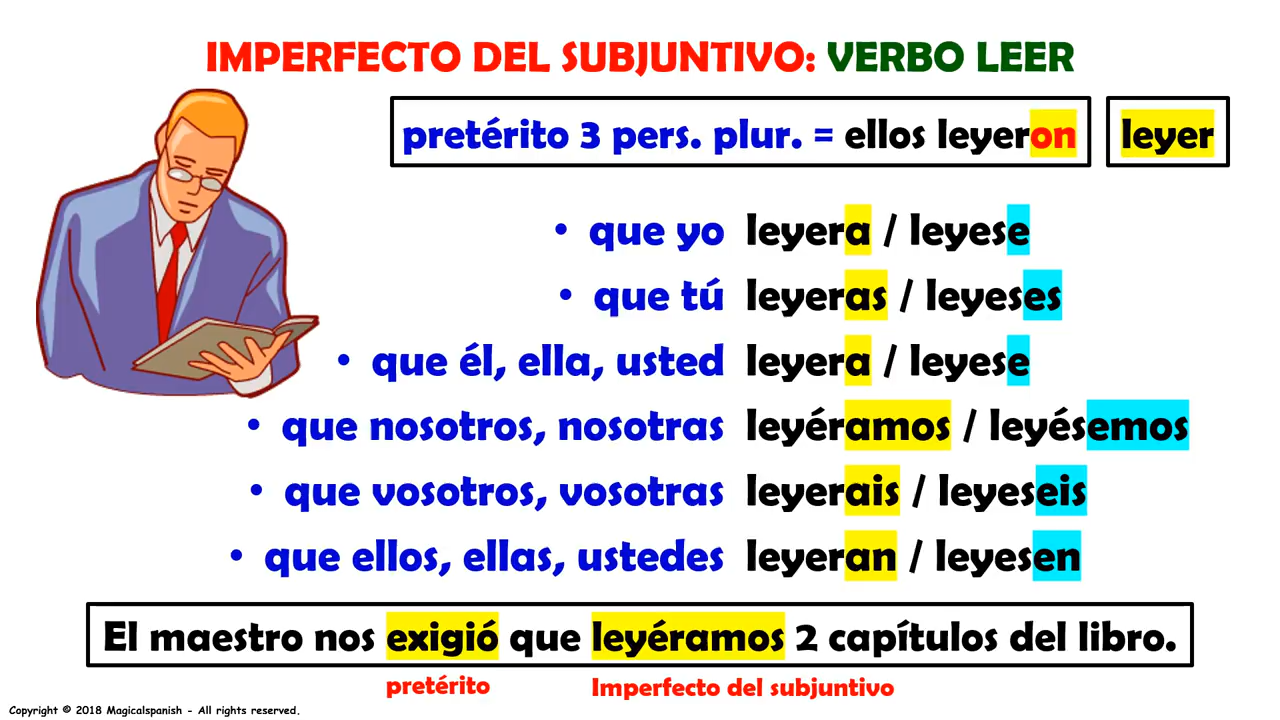 IMPERFECTO DEL SUBJUNTIVO: VERBO LEER
pretérito 3 pers. plur. = ellos leyeron leyer
• que yo leyera / leyese
• que tú leyeras / leyeses
• que él, ella, usted leyera / leyese
• que nosotros, nosotras leyéramos / leyésemos
• que vosotros, vosotras leyerais / leyeseis
• que ellos, ellas, ustedes leyeran / leyesen
El maestro nos exigió que leyéramos 2 capítulos del libro.
pretérito Imperfecto del subjuntivo
Copyright © 2018 Magicalspanish - All rights reserved.